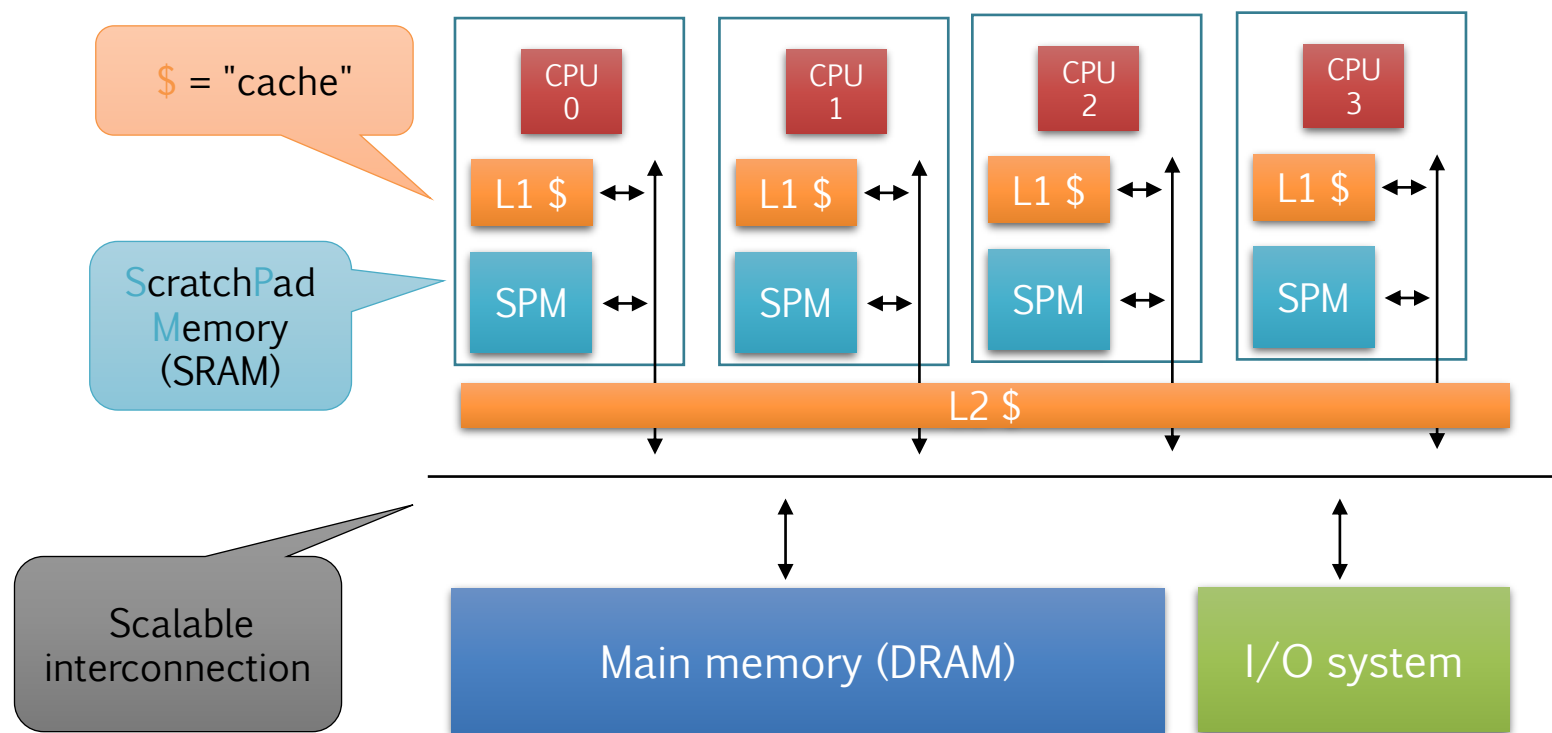 $ = "cache"
CPU
0
CPU
1
CPU
2
CPU
3
L1 $
L1 $
L1 $
L1 $
ScratchPad
Memory
(SRAM)
SPM
SPM
SPM
SPM
L2 $
Scalable
interconnection
Main memory (DRAM)
I/O system